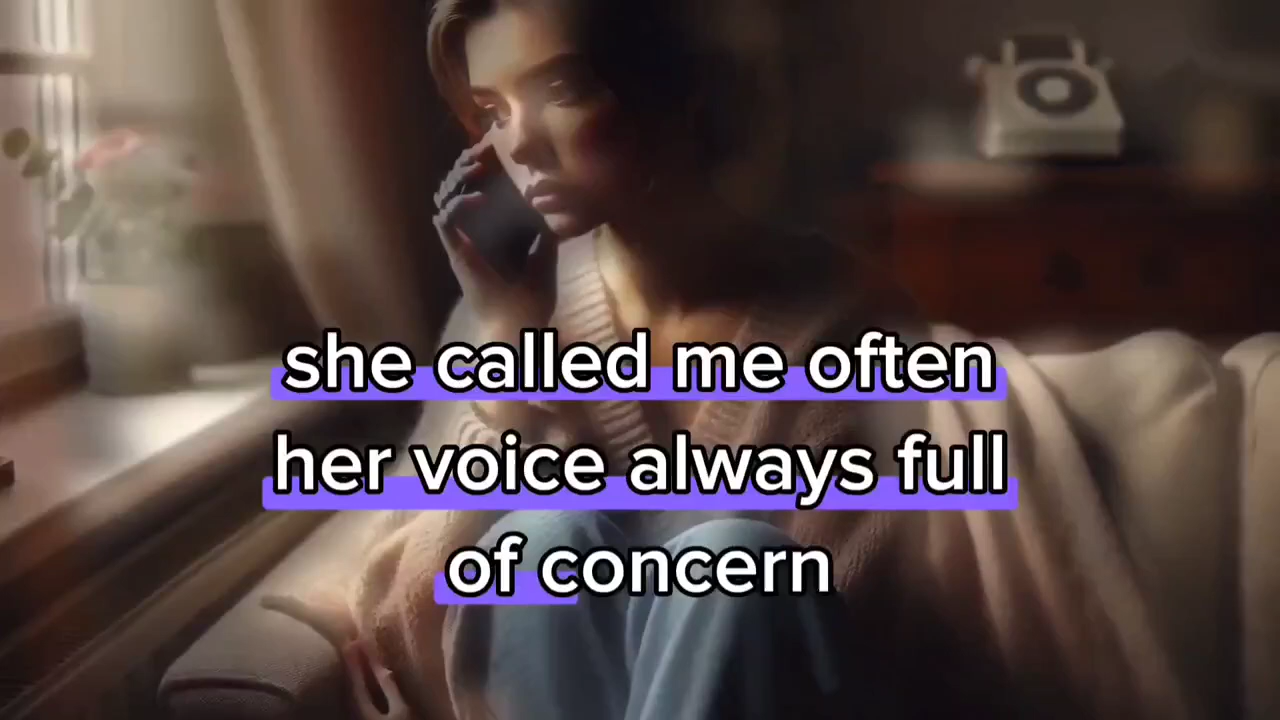 she called me often
her voice always full
of concern